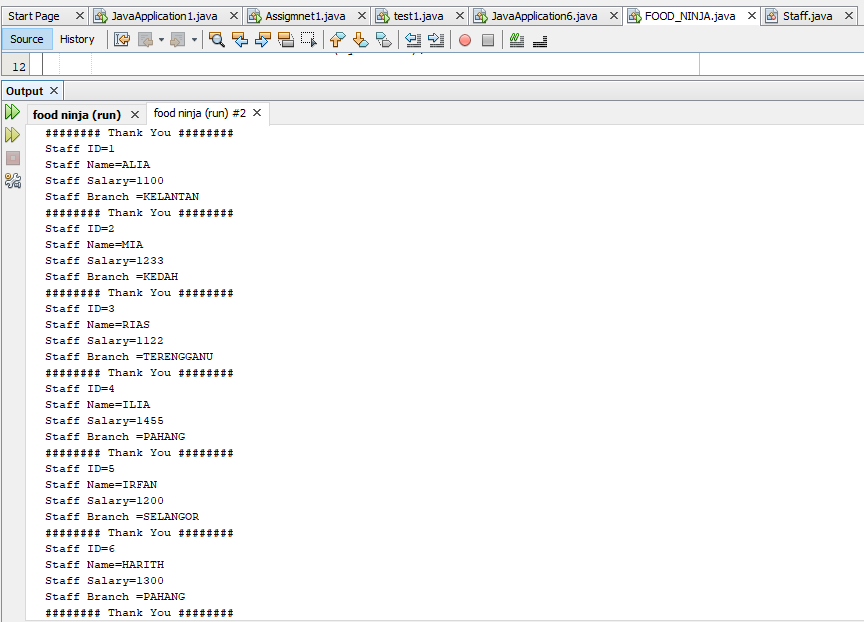 Start Page JavaApplication1.java Assigmnet1.java test1.java JavaApplication6.java FOOD_NINJA.java Staff.java
Source History
12
Output
food ninja (run) food ninja (run) #2
######## Thank You ########
Staff ID=1
Staff Name=ALIA
Staff Salary=1100
Staff Branch =KELANTAN
######## Thank You ########
Staff ID=2
Staff Name=MIA
Staff Salary=1233
Staff Branch =KEDAH
######## Thank You ########
Staff ID=3
Staff Name=RIAS
Staff Salary=1122
Staff Branch =TERENGGANU
######## Thank You ########
Staff ID=4
Staff Name=ILIA
Staff Salary=1455
Staff Branch =PAHANG
######## Thank You ########
Staff ID=5
Staff Name=IRFAN
Staff Salary=1200
Staff Branch =SELANGOR
######## Thank You ########
Staff ID=6
Staff Name=HARITH
Staff Salary=1300
Staff Branch =PAHANG
######## Thank You ########